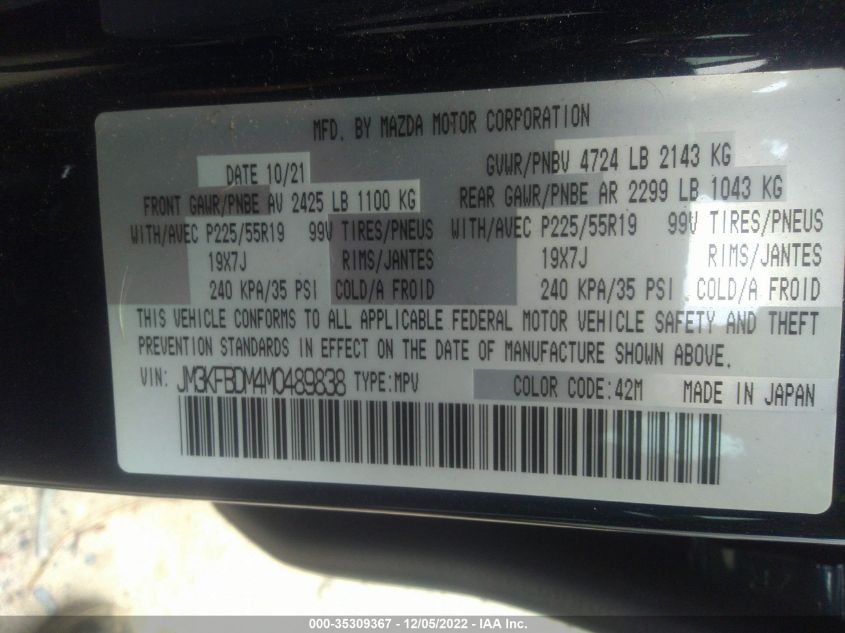 MFD. BY MAZDA MOTOR CORPORATION
DATE 10/21 GVWR/PNBV 4724 LB 2143 KG
FRONT GAWR/PNBE AV 2425 LB 1100 KG REAR GAWR/PNBE AR 2299 LB 1043 KG
WITH/AVEC P225/55R19 99V TIRES/PNEUS WITH/AVEC P225/55R19 99V TIRES/PNEUS
19X7J RIMS/JANTES 19X7J RIMS/JANTES
240 KPA/35 PSI COLD/A FROID 240 KPA/35 PSI COLD/A FROID
THIS VEHICLE CONFORMS TO ALL APPLICABLE FEDERAL MOTOR VEHICLE SAFETY AND THEFT
PREVENTION STANDARDS IN EFFECT ON THE DATE OF MANUFACTURE SHOWN ABOVE.
VIN: JM3KFBDM4M0489838 TYPE:MPV COLOR CODE:42M MADE IN JAPAN
000-35309367 - 12/05/2022 - IAA Inc.